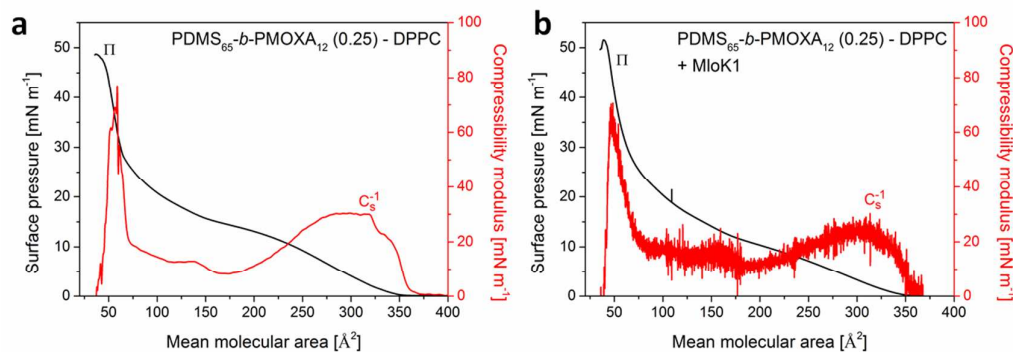 a
PDMS₆₅-b-PMOXA₁₂ (0.25) - DPPC
Π
Cₛ⁻¹
Surface pressure [mN m⁻¹]
50
40
30
20
10
0
Compressibility modulus [mN m⁻¹]
100
80
60
40
20
0
50 100 150 200 250 300 350 400
Mean molecular area [Å²]
b
PDMS₆₅-b-PMOXA₁₂ (0.25) - DPPC
+ MloK1
Π
Cₛ⁻¹
Surface pressure [mN m⁻¹]
50
40
30
20
10
0
Compressibility modulus [mN m⁻¹]
100
80
60
40
20
0
50 100 150 200 250 300 350 400
Mean molecular area [Å²]